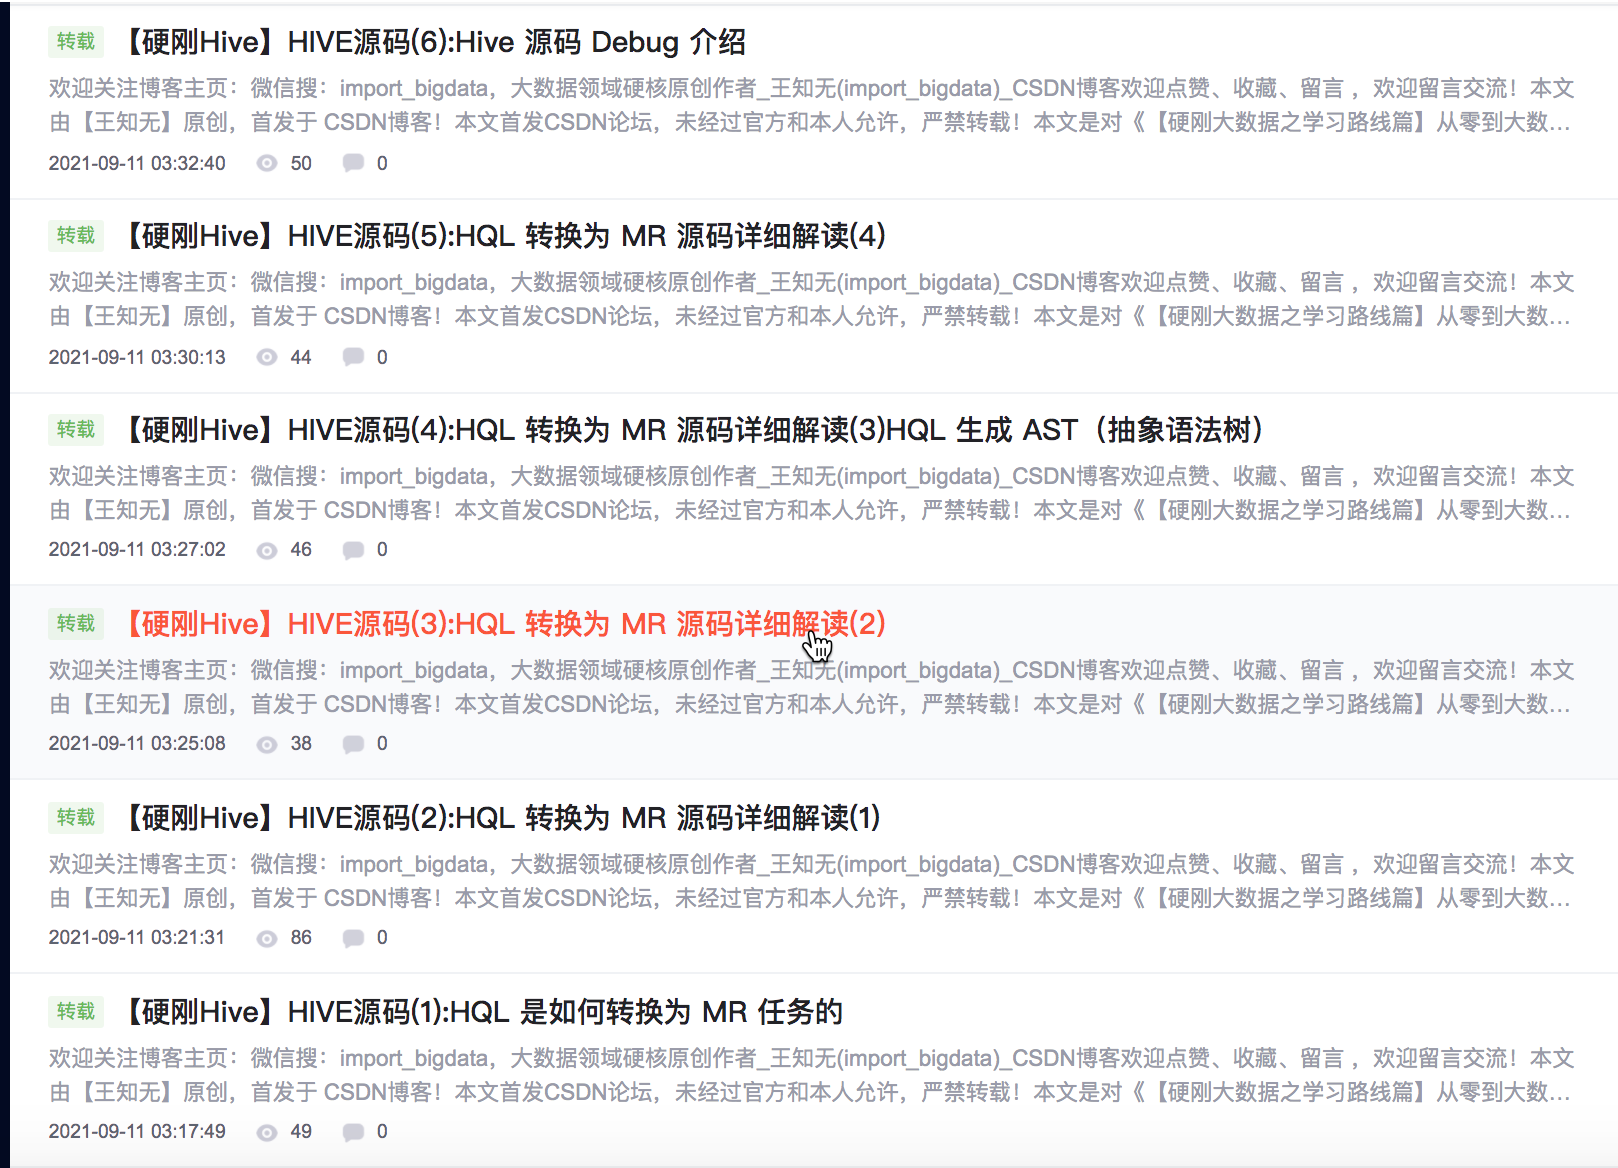 转载 【硬刚Hive】HIVE源码(6):Hive 源码 Debug 介绍
欢迎关注博客主页：微信搜：import_bigdata，大数据领域硬核原创作者_王知无(import_bigdata)_CSDN博客欢迎点赞、收藏、留言 ，欢迎留言交流！本文
由【王知无】原创，首发于 CSDN博客！本文首发CSDN论坛，未经过官方和本人允许，严禁转载！本文是对《【硬刚大数据之学习路线篇】从零到大数...
2021-09-11 03:32:40 50 0
转载 【硬刚Hive】HIVE源码(5):HQL 转换为 MR 源码详细解读(4)
欢迎关注博客主页：微信搜：import_bigdata，大数据领域硬核原创作者_王知无(import_bigdata)_CSDN博客欢迎点赞、收藏、留言 ，欢迎留言交流！本文
由【王知无】原创，首发于 CSDN博客！本文首发CSDN论坛，未经过官方和本人允许，严禁转载！本文是对《【硬刚大数据之学习路线篇】从零到大数...
2021-09-11 03:30:13 44 0
转载 【硬刚Hive】HIVE源码(4):HQL 转换为 MR 源码详细解读(3)HQL 生成 AST（抽象语法树）
欢迎关注博客主页：微信搜：import_bigdata，大数据领域硬核原创作者_王知无(import_bigdata)_CSDN博客欢迎点赞、收藏、留言 ，欢迎留言交流！本文
由【王知无】原创，首发于 CSDN博客！本文首发CSDN论坛，未经过官方和本人允许，严禁转载！本文是对《【硬刚大数据之学习路线篇】从零到大数...
2021-09-11 03:27:02 46 0
转载 【硬刚Hive】HIVE源码(3):HQL 转换为 MR 源码详细解读(2)
欢迎关注博客主页：微信搜：import_bigdata，大数据领域硬核原创作者_王知无(import_bigdata)_CSDN博客欢迎点赞、收藏、留言 ，欢迎留言交流！本文
由【王知无】原创，首发于 CSDN博客！本文首发CSDN论坛，未经过官方和本人允许，严禁转载！本文是对《【硬刚大数据之学习路线篇】从零到大数...
2021-09-11 03:25:08 38 0
转载 【硬刚Hive】HIVE源码(2):HQL 转换为 MR 源码详细解读(1)
欢迎关注博客主页：微信搜：import_bigdata，大数据领域硬核原创作者_王知无(import_bigdata)_CSDN博客欢迎点赞、收藏、留言 ，欢迎留言交流！本文
由【王知无】原创，首发于 CSDN博客！本文首发CSDN论坛，未经过官方和本人允许，严禁转载！本文是对《【硬刚大数据之学习路线篇】从零到大数...
2021-09-11 03:21:31 86 0
转载 【硬刚Hive】HIVE源码(1):HQL 是如何转换为 MR 任务的
欢迎关注博客主页：微信搜：import_bigdata，大数据领域硬核原创作者_王知无(import_bigdata)_CSDN博客欢迎点赞、收藏、留言 ，欢迎留言交流！本文
由【王知无】原创，首发于 CSDN博客！本文首发CSDN论坛，未经过官方和本人允许，严禁转载！本文是对《【硬刚大数据之学习路线篇】从零到大数...
2021-09-11 03:17:49 49 0